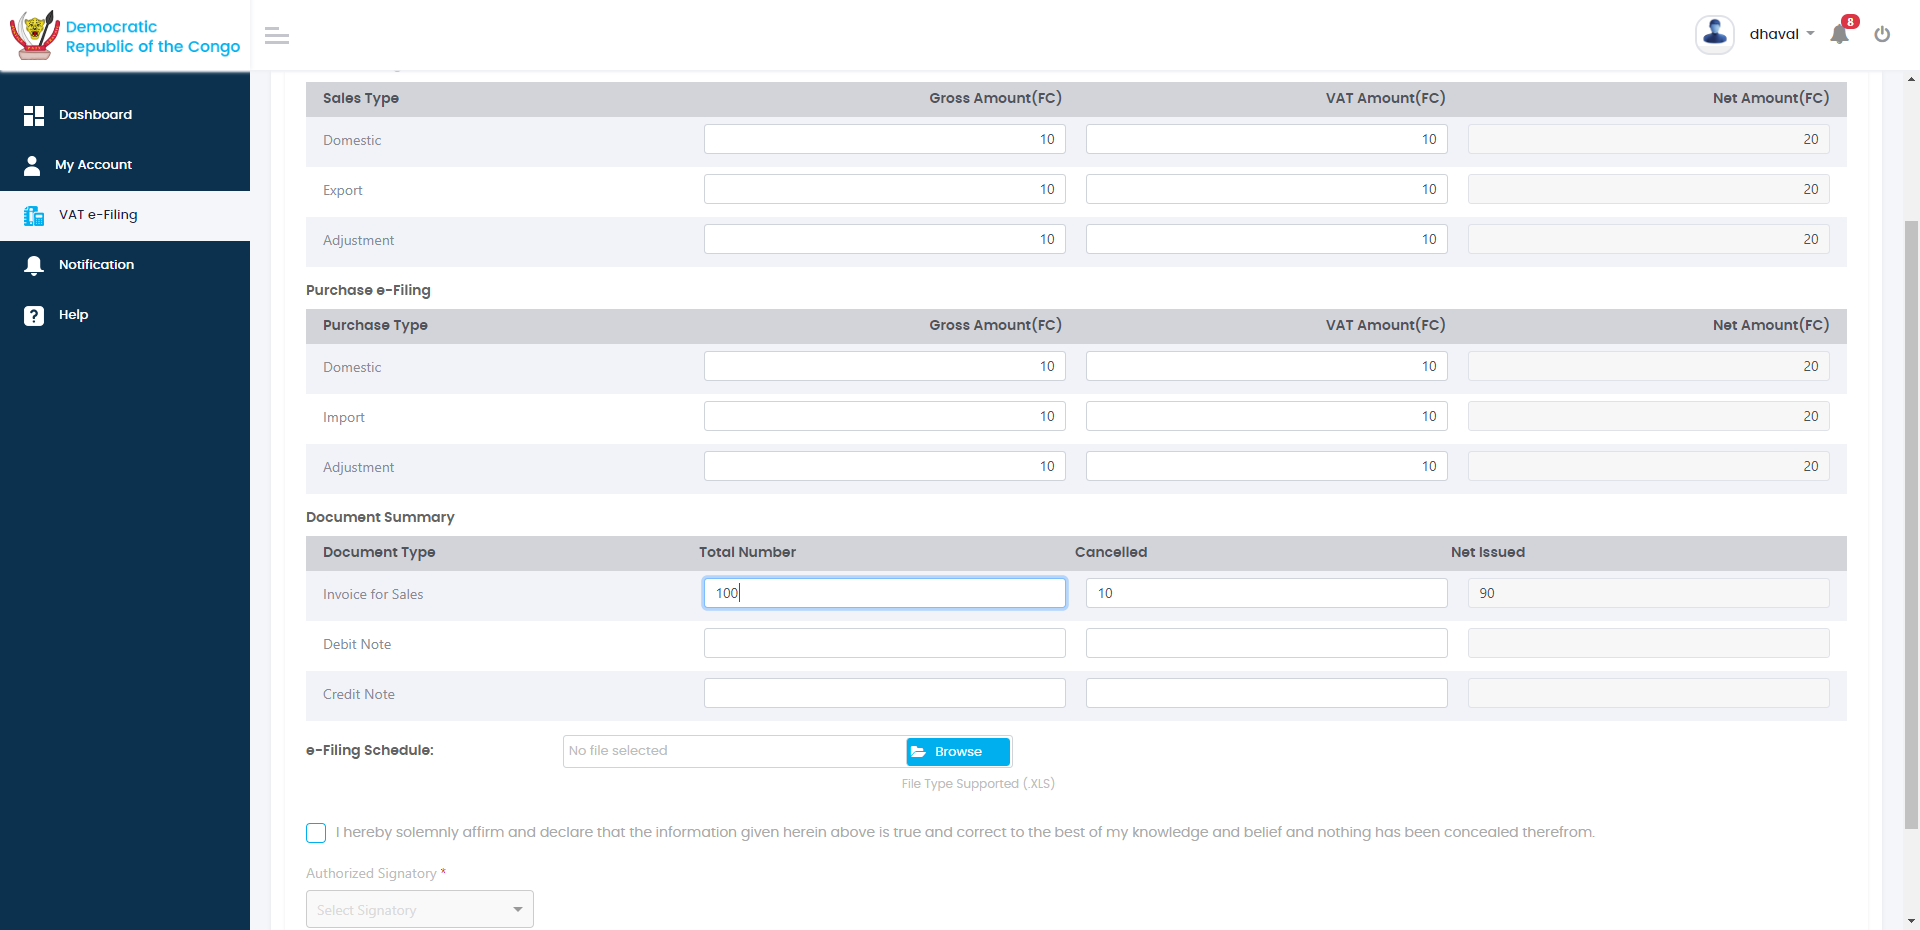 Democratic
Republic of the Congo
dhaval
8
Dashboard
My Account
VAT e-Filing
Notification
Help
Sales Type Gross Amount(FC) VAT Amount(FC) Net Amount(FC)
Domestic 10 10 20
Export 10 10 20
Adjustment 10 10 20
Purchase e-Filing
Purchase Type Gross Amount(FC) VAT Amount(FC) Net Amount(FC)
Domestic 10 10 20
Import 10 10 20
Adjustment 10 10 20
Document Summary
Document Type Total Number Cancelled Net Issued
Invoice for Sales 100 10 90
Debit Note
Credit Note
e-Filing Schedule: No file selected Browse
File Type Supported (.XLS)
I hereby solemnly affirm and declare that the information given herein above is true and correct to the best of my knowledge and belief and nothing has been concealed therefrom.
Authorized Signatory *
Select Signatory